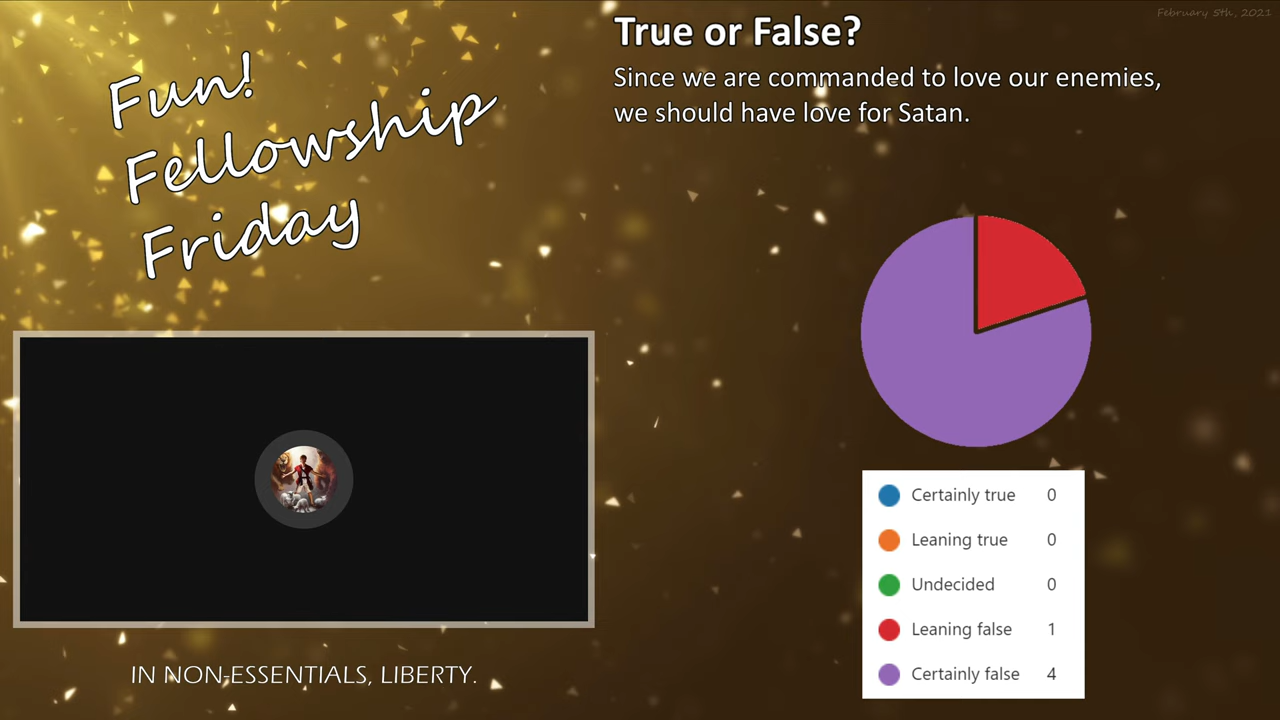 Fun!
Fellowship
Friday
February 5th, 2021
True or False?
Since we are commanded to love our enemies,
we should have love for Satan.
Certainly true 0
Leaning true 0
Undecided 0
Leaning false 1
Certainly false 4
IN NON-ESSENTIALS, LIBERTY.